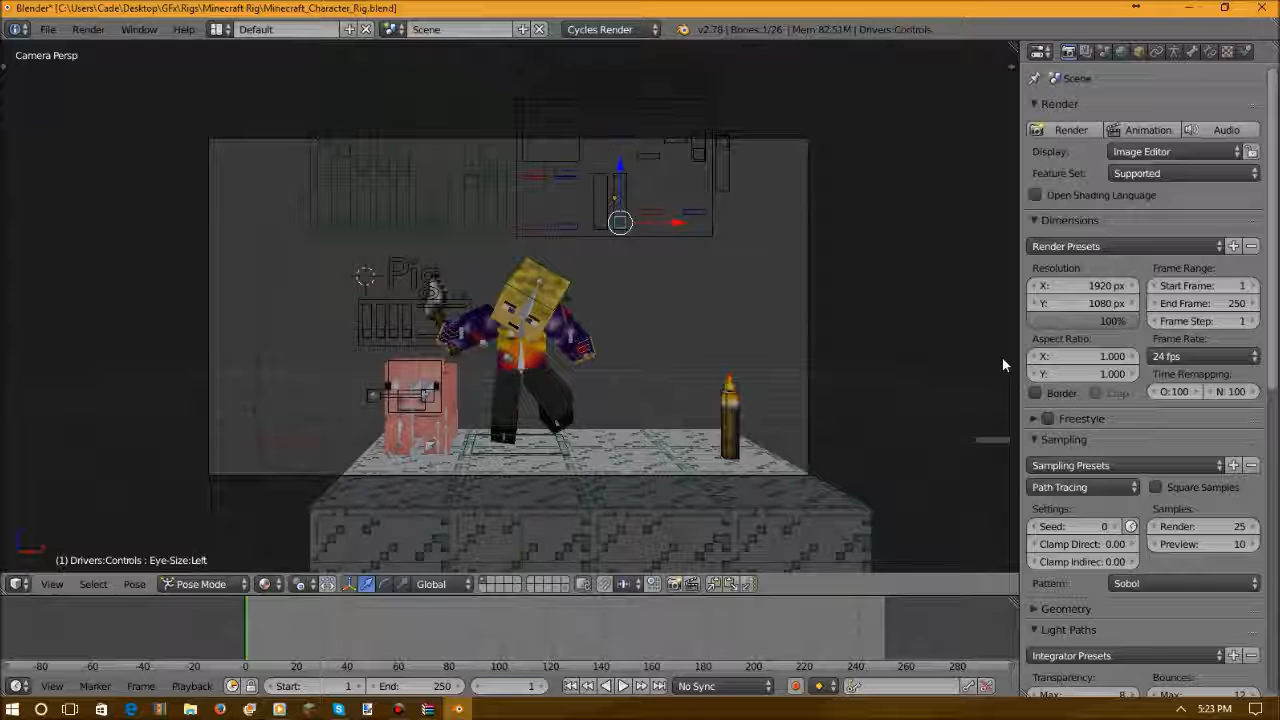 Blender* [C:\Users\Cade\Desktop\GFx\Rigs\Minecraft Rig\Minecraft_Character_Rig.blend]
File Render Window Help Default Scene Cycles Render v2.78 | Bones:1/26 | Mem:82.51M | Drivers:Controls
Camera Persp
Scene
Render
Render Animation Audio
Display: Image Editor
Feature Set: Supported
Open Shading Language
Dimensions
Render Presets
Resolution: Frame Range:
X: 1920 px Start Frame: 1
Y: 1080 px End Frame: 250
100% Frame Step: 1
Aspect Ratio: Frame Rate:
X: 1.000 24 fps
Y: 1.000 Time Remapping:
Border Crop O:100 N: 100
Freestyle
Sampling
Sampling Presets
Path Tracing Square Samples
Settings: Samples:
Seed: 0 Render: 25
Clamp Direct: 0.00 Preview: 10
Clamp Indirec: 0.00
Pattern: Sobol
Geometry
Light Paths
Integrator Presets
Transparency: Bounces:
Max: 8 Max: 12
Pig
(1) Drivers:Controls : Eye-Size:Left
View Select Pose Pose Mode Global
-80 -60 -40 -20 0 20 40 60 80 100 120 140 160 180 200 220 240 260 280
View Marker Frame Playback Start: 1 End: 250 1 No Sync
5:23 PM